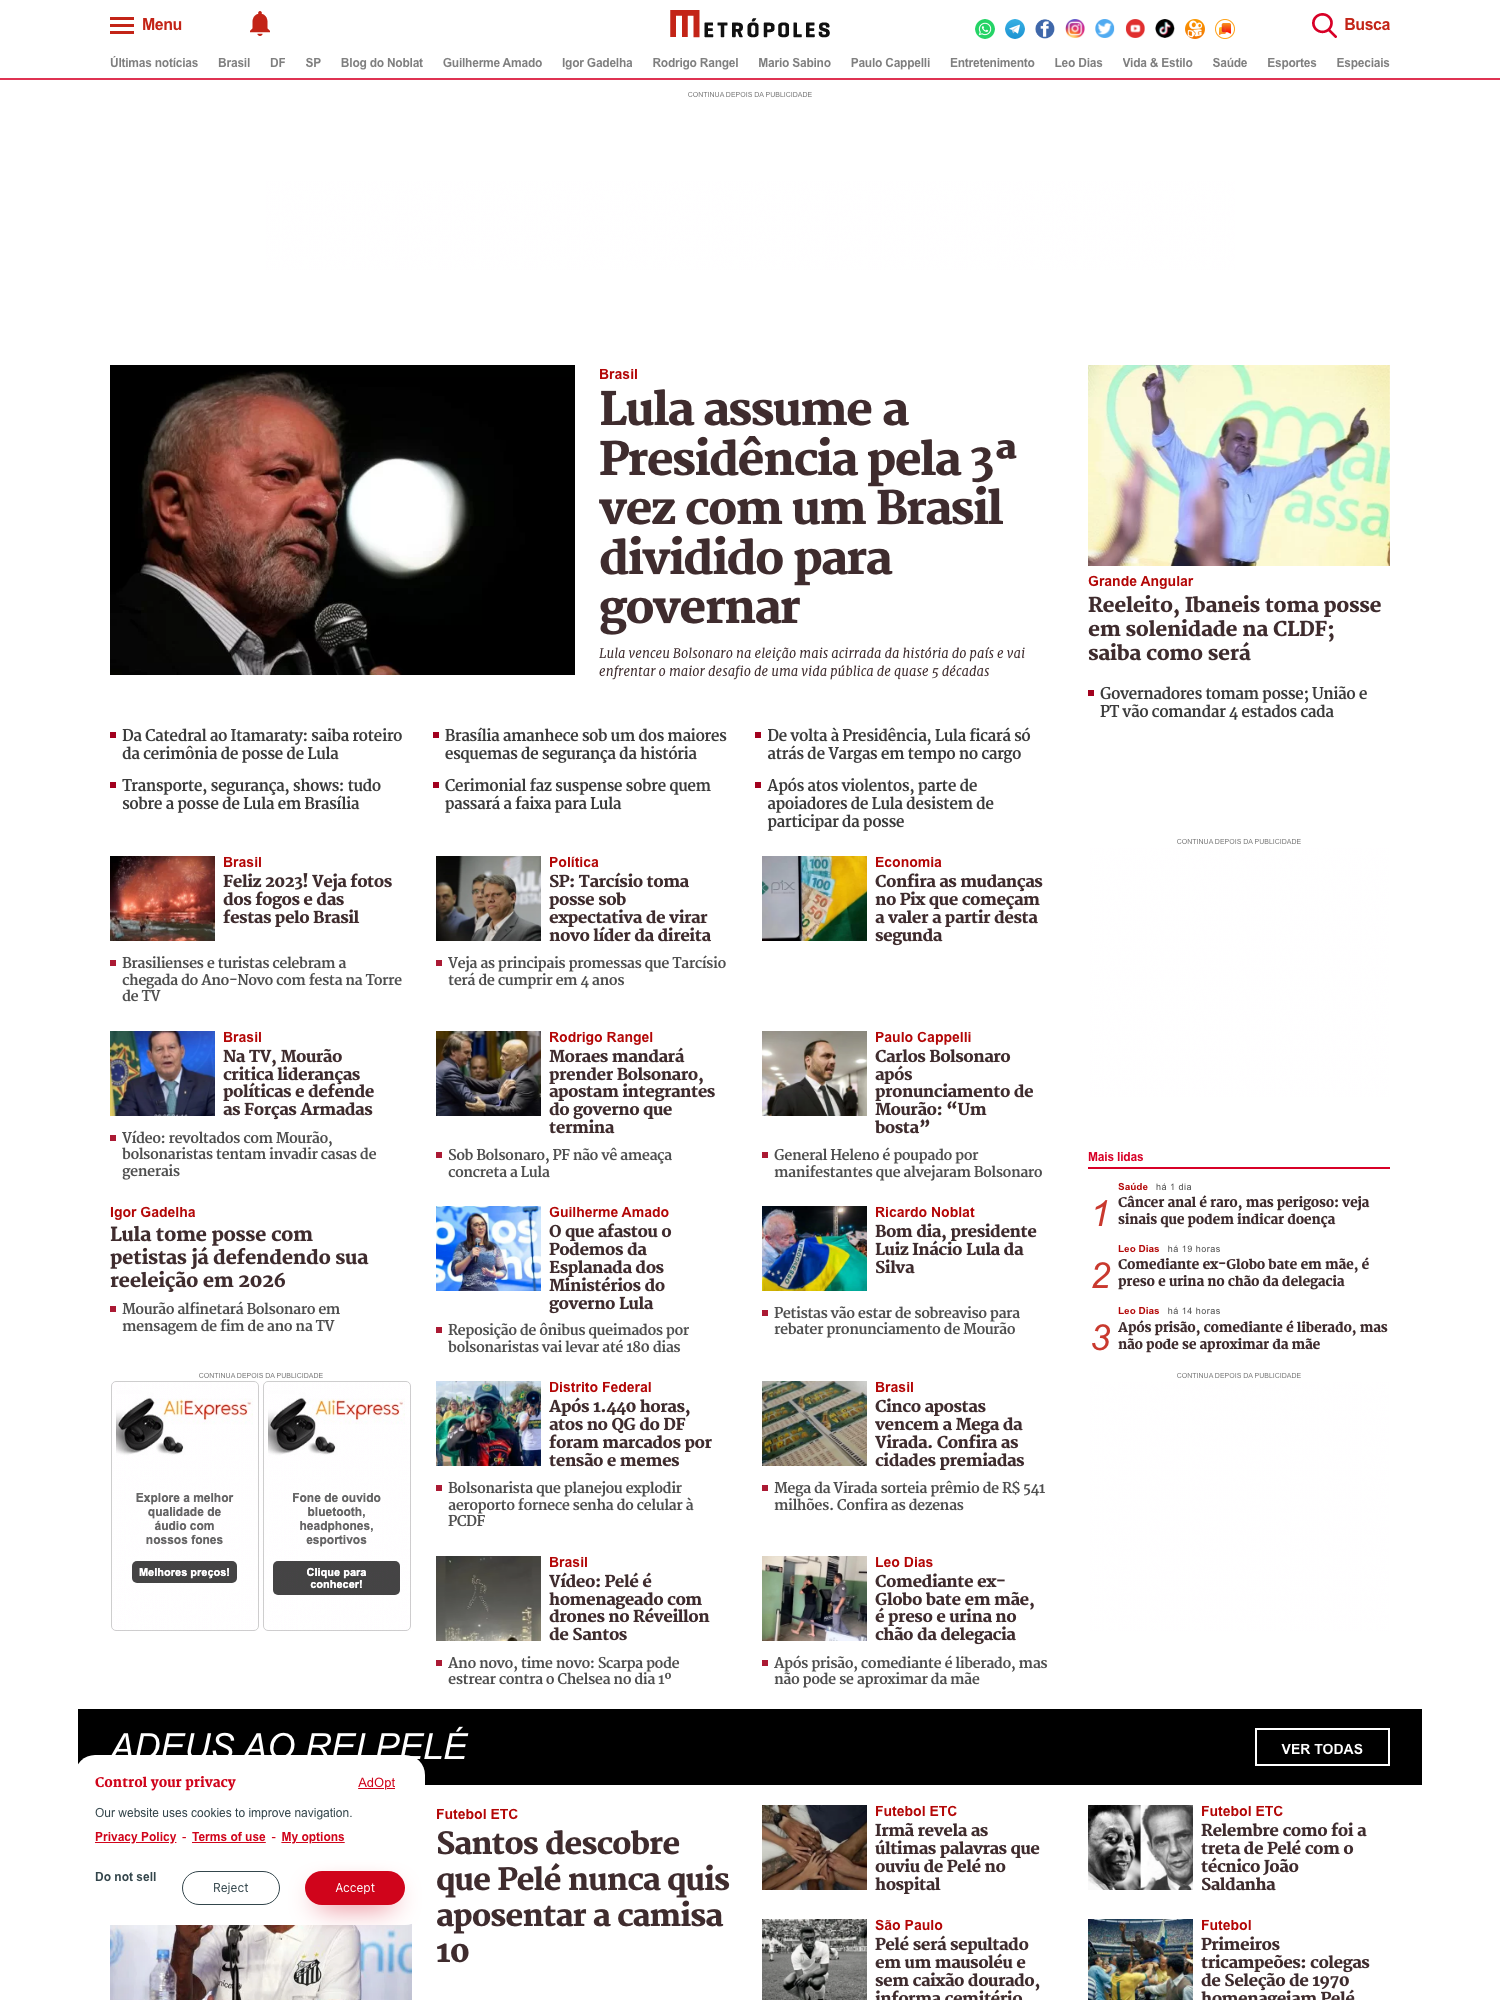 Menu
METRÓPOLES
Busca
Últimas notícias Brasil DF SP Blog do Noblat Guilherme Amado Igor Gadelha Rodrigo Rangel Mario Sabino Paulo Cappelli Entretenimento Leo Dias Vida & Estilo Saúde Esportes Especiais
CONTINUA DEPOIS DA PUBLICIDADE
Brasil
Lula assume a
Presidência pela 3ª
vez com um Brasil
dividido para
governar
Lula venceu Bolsonaro na eleição mais acirrada da história do país e vai
enfrentar o maior desafio de uma vida pública de quase 5 décadas
Grande Angular
Reeleito, Ibaneis toma posse
em solenidade na CLDF;
saiba como será
Governadores tomam posse; União e
PT vão comandar 4 estados cada
Da Catedral ao Itamaraty: saiba roteiro
da cerimônia de posse de Lula
Brasília amanhece sob um dos maiores
esquemas de segurança da história
De volta à Presidência, Lula ficará só
atrás de Vargas em tempo no cargo
Transporte, segurança, shows: tudo
sobre a posse de Lula em Brasília
Cerimonial faz suspense sobre quem
passará a faixa para Lula
Após atos violentos, parte de
apoiadores de Lula desistem de
participar da posse
CONTINUA DEPOIS DA PUBLICIDADE
Brasil
Feliz 2023! Veja fotos
dos fogos e das
festas pelo Brasil
Brasilienses e turistas celebram a
chegada do Ano-Novo com festa na Torre
de TV
Política
SP: Tarcísio toma
posse sob
expectativa de virar
novo líder da direita
Veja as principais promessas que Tarcísio
terá de cumprir em 4 anos
pix
100
100
50
50
Economia
Confira as mudanças
no Pix que começam
a valer a partir desta
segunda
Brasil
Na TV, Mourão
critica lideranças
políticas e defende
as Forças Armadas
Vídeo: revoltados com Mourão,
bolsonaristas tentam invadir casas de
generais
Rodrigo Rangel
Moraes mandará
prender Bolsonaro,
apostam integrantes
do governo que
termina
Sob Bolsonaro, PF não vê ameaça
concreta a Lula
Paulo Cappelli
Carlos Bolsonaro
após
pronunciamento de
Mourão: “Um
bosta”
General Heleno é poupado por
manifestantes que alvejaram Bolsonaro
Mais lidas
Saúde há 1 dia
1 Câncer anal é raro, mas perigoso: veja
sinais que podem indicar doença
Leo Dias há 19 horas
2 Comediante ex-Globo bate em mãe, é
preso e urina no chão da delegacia
Leo Dias há 14 horas
3 Após prisão, comediante é liberado, mas
não pode se aproximar da mãe
CONTINUA DEPOIS DA PUBLICIDADE
Igor Gadelha
Lula tome posse com
petistas já defendendo sua
reeleição em 2026
Mourão alfinetará Bolsonaro em
mensagem de fim de ano na TV
Guilherme Amado
O que afastou o
Podemos da
Esplanada dos
Ministérios do
governo Lula
Reposição de ônibus queimados por
bolsonaristas vai levar até 180 dias
Ricardo Noblat
Bom dia, presidente
Luiz Inácio Lula da
Silva
Petistas vão estar de sobreaviso para
rebater pronunciamento de Mourão
CONTINUA DEPOIS DA PUBLICIDADE
AliExpress
Explore a melhor
qualidade de
áudio com
nossos fones
Melhores preços!
AliExpress
Fone de ouvido
bluetooth,
headphones,
esportivos
Clique para
conhecer!
Distrito Federal
Após 1.440 horas,
atos no QG do DF
foram marcados por
tensão e memes
Bolsonarista que planejou explodir
aeroporto fornece senha do celular à
PCDF
Brasil
Cinco apostas
vencem a Mega da
Virada. Confira as
cidades premiadas
Mega da Virada sorteia prêmio de R$ 541
milhões. Confira as dezenas
Brasil
Vídeo: Pelé é
homenageado com
drones no Réveillon
de Santos
Ano novo, time novo: Scarpa pode
estrear contra o Chelsea no dia 1º
Leo Dias
Comediante ex-
Globo bate em mãe,
é preso e urina no
chão da delegacia
Após prisão, comediante é liberado, mas
não pode se aproximar da mãe
ADEUS AO REI PELÉ
VER TODAS
Control your privacy
AdOpt
Our website uses cookies to improve navigation.
Privacy Policy - Terms of use - My options
Do not sell
Reject
Accept
Futebol ETC
Santos descobre
que Pelé nunca quis
aposentar a camisa
10
Futebol ETC
Irmã revela as
últimas palavras que
ouviu de Pelé no
hospital
Futebol ETC
Relembre como foi a
treta de Pelé com o
técnico João
Saldanha
São Paulo
Pelé será sepultado
em um mausoléu e
sem caixão dourado,
informa cemitério
Futebol
Primeiros
tricampeões: colegas
de Seleção de 1970
homenageiam Pelé